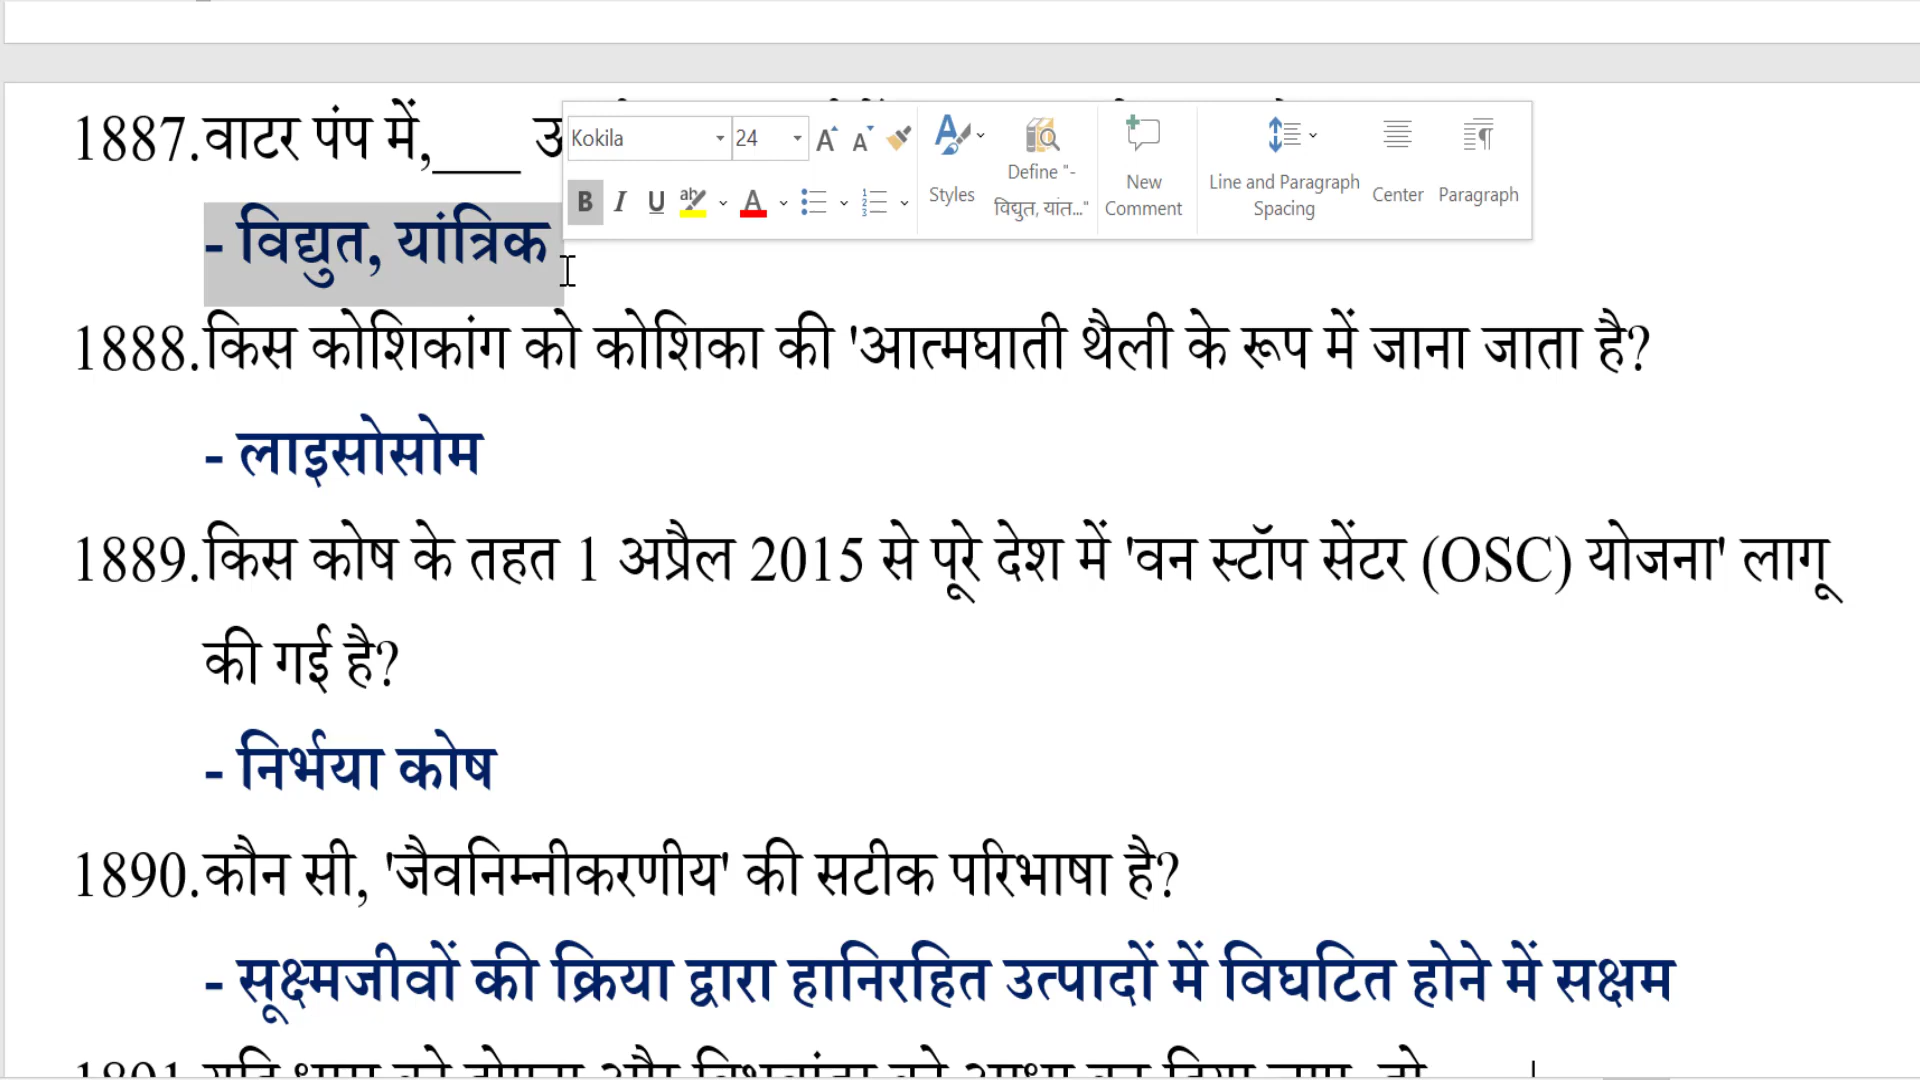 1887.वाटर पंप में,____
Kokila 24
Define "-
विद्युत, यांत..."
Styles
New
Comment
Line and Paragraph
Spacing
Center
Paragraph
B I U
- विद्युत, यांत्रिक
1888.किस कोशिकांग को कोशिका की 'आत्मघाती थैली के रूप में जाना जाता है?
- लाइसोसोम
1889.किस कोष के तहत 1 अप्रैल 2015 से पूरे देश में 'वन स्टॉप सेंटर (OSC) योजना' लागू
की गई है?
- निर्भया कोष
1890.कौन सी, 'जैवनिम्नीकरणीय' की सटीक परिभाषा है?
- सूक्ष्मजीवों की क्रिया द्वारा हानिरहित उत्पादों में विघटित होने में सक्षम